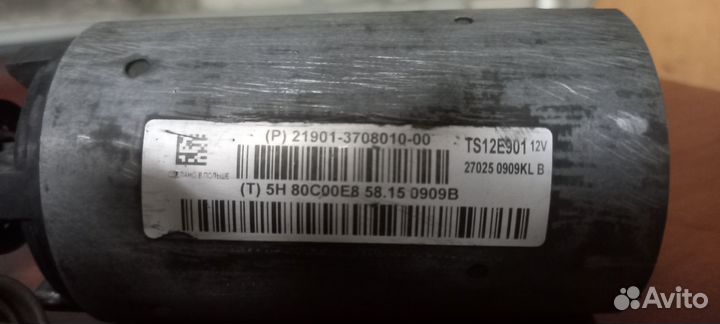 (P) 21901-3708010-00
TS12E901 12V
27025 0909KL B
СДЕЛАНО В ПОЛЬШЕ
(T) 5H 80C00E8 58.15 0909B
Avito